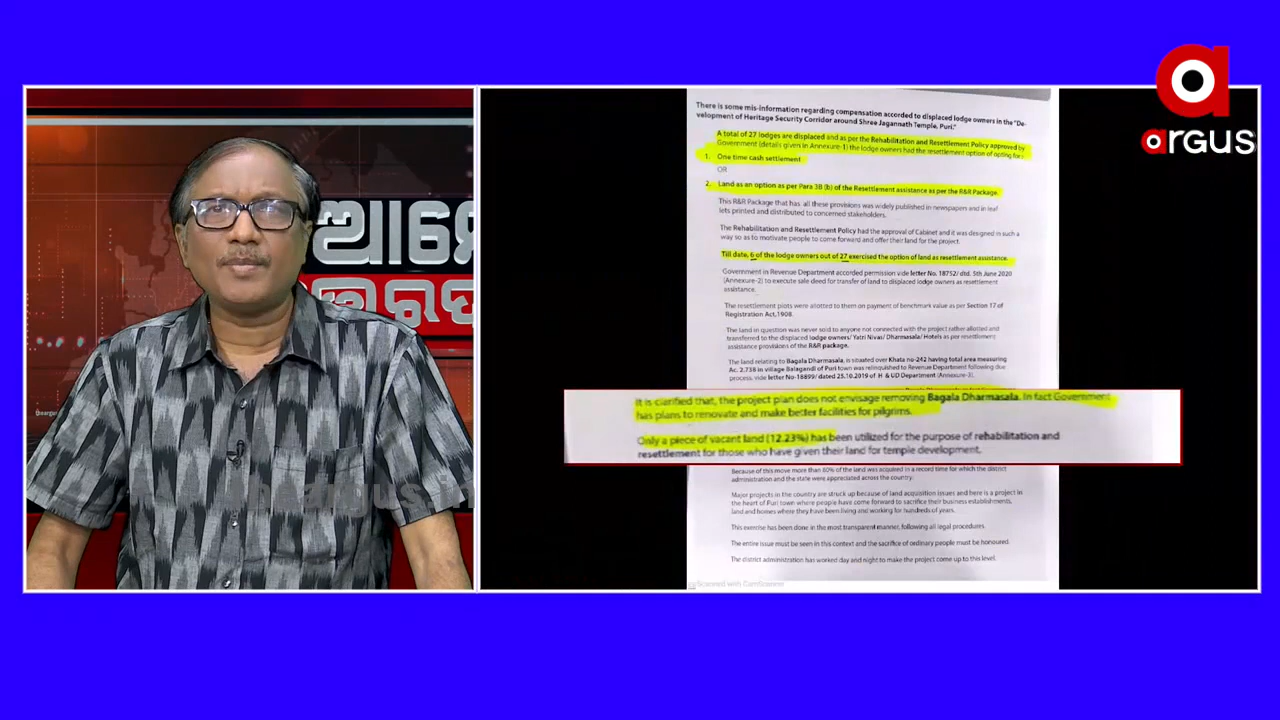 argus
ଆମେ
There is some mis-information regarding compensation accorded to displaced lodge owners in the "De-
velopment of Heritage Security Corridor around Shree Jagannath Temple, Puri."
A total of 27 lodges are displaced and as per the Rehabilitation and Resettlement Policy approved by
Government (details given in Annexure-1) the lodge owners had the resettlement option of opting for :
1. One time cash settlement
OR
2. Land as an option as per Para 3B (b) of the Resettlement assistance as per the R&R Package.
This R&R Package that has all these provisions was widely published in newspapers and in leaf
lets printed and distributed to concerned stakeholders.
The Rehabilitation and Resettlement Policy had the approval of Cabinet and it was designed in such a
way so as to motivate people to come forward and offer their land for the project.
Till date, 6 of the lodge owners out of 27 exercised the option of land as resettlement assistance.
Government in Revenue Department accorded permission vide letter No. 18752/ dtd. 5th June 2020
(Annexure-2) to execute sale deed for transfer of land to displaced lodge owners as resettlement
assistance.
The resettlement plots were allotted to them on payment of benchmark value as per Section 17 of
Registration Act,1908.
The land in question was never sold to anyone not connected with the project rather allotted and
transferred to the displaced lodge owners/ Yatri Nivas/ Dharmasala/ Hotels as per resettlement
assistance provisions of the R&R package.
The land relating to Bagala Dharmasala, is situated over Khata no-242 having total area measuring
Ac. 2.738 in village Balagandi of Puri town was relinquished to Revenue Department following due
process, vide letter No-18899/ dated 25.10.2019 of H & UD Department (Annexure-3).
It is clarified that, the project plan does not envisage removing Bagala Dharmasala. In fact Government
has plans to renovate and make better facilities for pilgrims.
Only a piece of vacant land (12.23%) has been utilized for the purpose of rehabilitation and
resettlement for those who have given their land for temple development.
Because of this move more than 80% of the land was acquired in a record time for which the district
administration and the state were appreciated across the country.
Major projects in the country are struck up because of land acquisition issues and here is a project in
the heart of Puri town where people have come forward to sacrifice their business establishments,
land and homes where they have been living and working for hundreds of years.
This exercise has been done in the most transparent manner, following all legal procedures.
The entire issue must be seen in this context and the sacrifice of ordinary people must be honoured.
The district administration has worked day and night to make the project come up to this level.
Scanned with CamScanner